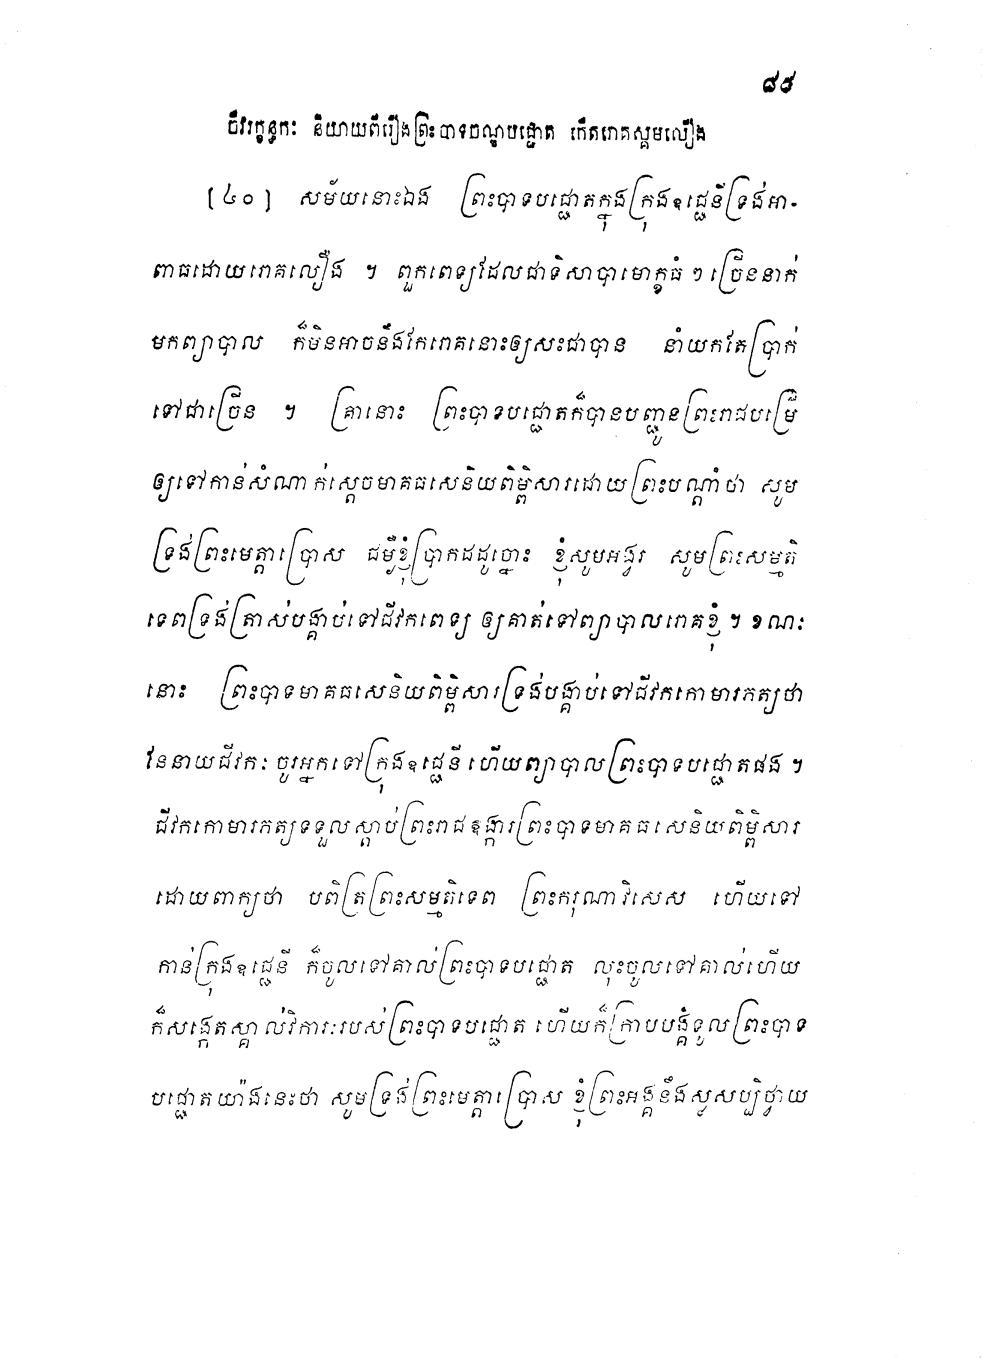 ៨៩
ចីវរក្ខន្ធកៈ និយាយពីរឿងព្រះបាទចណ្ឌបជ្ជោត កើតរោគស្គមលឿង
[៤០] សម័យនោះឯង ព្រះបាទបជ្ជោតក្នុងក្រុងឧជ្ជេនីទ្រង់អា-
ពាធដោយរោគលឿង ។ ពួកពេទ្យដែលជាទិសាបាមោក្ខធំ ៗ ច្រើននាក់
មកព្យាបាល ក៏មិនអាចនឹងកែរោគនោះឲ្យសះជាបាន នាំយកតែប្រាក់
ទៅជាច្រើន ។ គ្រានោះ ព្រះបាទបជ្ជោតក៏បានបញ្ជូនព្រះរាជបម្រើ
ឲ្យទៅកាន់សំណាក់ស្តេចមាគធសេនិយពិម្ពិសារដោយព្រះបណ្តាំថា សូម
ទ្រង់ព្រះមេត្តាប្រោស ជម្ងឺខ្ញុំប្រាកដដូច្នោះ ខ្ញុំសូមអង្វរ សូមព្រះសម្មតិ
ទេពទ្រង់ត្រាស់បង្គាប់ទៅជីវកពេទ្យ ឲ្យគាត់ទៅព្យាបាលរោគខ្ញុំ ។ ខណៈ
នោះ ព្រះបាទមាគធសេនិយពិម្ពិសារទ្រង់បង្គាប់ទៅជីវកកោមារភត្យថា
នែនាយជីវកៈ ចូរអ្នកទៅក្រុងឧជ្ជេនី ហើយព្យាបាលព្រះបាទបជ្ជោតផង ។
ជីវកកោមារភត្យទទួលស្តាប់ព្រះរាជឱង្ការព្រះបាទមាគធសេនិយពិម្ពិសារ
ដោយពាក្យថា បពិត្រព្រះសម្មតិទេព ព្រះករុណាវិសេស ហើយទៅ
កាន់ក្រុងឧជ្ជេនី ក៏ចូលទៅគាល់ព្រះបាទបជ្ជោត លុះចូលទៅគាល់ហើយ
ក៏សង្កេតស្គាល់វិការៈរបស់ព្រះបាទបជ្ជោត ហើយក៏ក្រាបបង្គំទូលព្រះបាទ
បជ្ជោតយ៉ាងនេះថា សូមទ្រង់ព្រះមេត្តាប្រោស ខ្ញុំព្រះអង្គនឹងស្ងសប្បិថ្វាយ